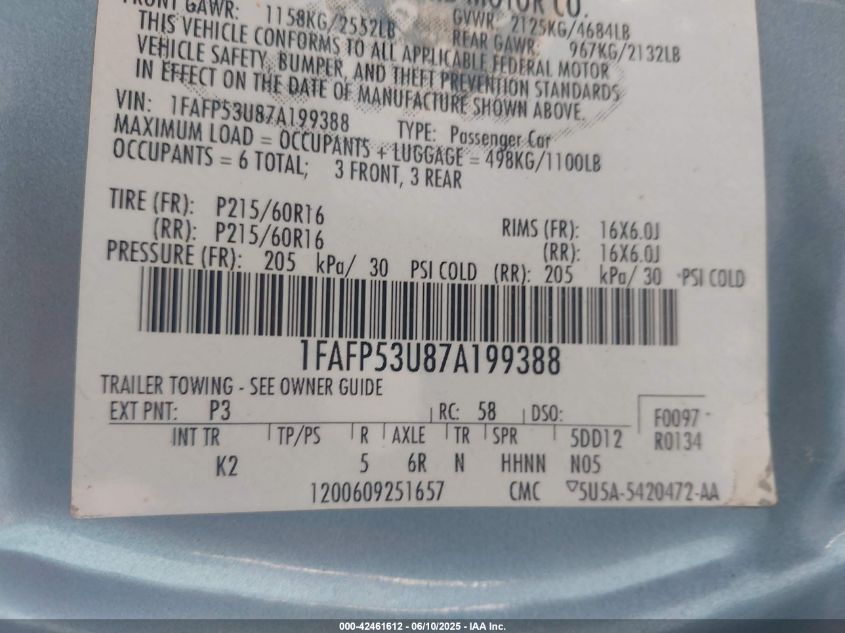 MOTOR CO.
FRONT GAWR: 1158KG/2552LB GVWR: 2125KG/4684LB
REAR GAWR: 967KG/2132LB
THIS VEHICLE CONFORMS TO ALL APPLICABLE FEDERAL MOTOR
VEHICLE SAFETY, BUMPER, AND THEFT PREVENTION STANDARDS
IN EFFECT ON THE DATE OF MANUFACTURE SHOWN ABOVE.
VIN: 1FAFP53U87A199388 TYPE: Passenger Car
MAXIMUM LOAD = OCCUPANTS + LUGGAGE = 498KG/1100LB
OCCUPANTS = 6 TOTAL; 3 FRONT, 3 REAR
TIRE (FR): P215/60R16 RIMS (FR): 16X6.0J
(RR): P215/60R16 (RR): 16X6.0J
PRESSURE (FR): 205 kPa/ 30 PSI COLD (RR): 205 kPa/ 30 PSI COLD
1FAFP53U87A199388
TRAILER TOWING - SEE OWNER GUIDE
EXT PNT: P3 RC: 58 DSO: F0097
INT TR TP/PS R AXLE TR SPR 5DD12 R0134
K2 5 6R N HHNN N05
1200609251657 CMC ▽5U5A-5420472-AA
000-42461612 - 06/10/2025 - IAA Inc.